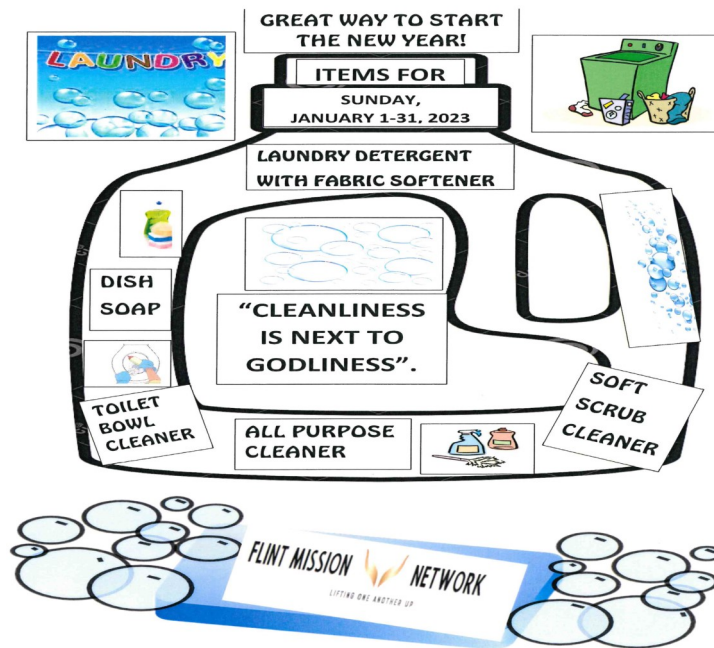 GREAT WAY TO START
THE NEW YEAR!
LAUNDRY
ITEMS FOR
SUNDAY,
JANUARY 1-31, 2023
LAUNDRY DETERGENT
WITH FABRIC SOFTENER
DISH
SOAP
“CLEANLINESS
IS NEXT TO
GODLINESS”.
TOILET
BOWL
CLEANER
ALL PURPOSE
CLEANER
SOFT
SCRUB
CLEANER
FLINT MISSION NETWORK
LIFTING ONE ANOTHER UP